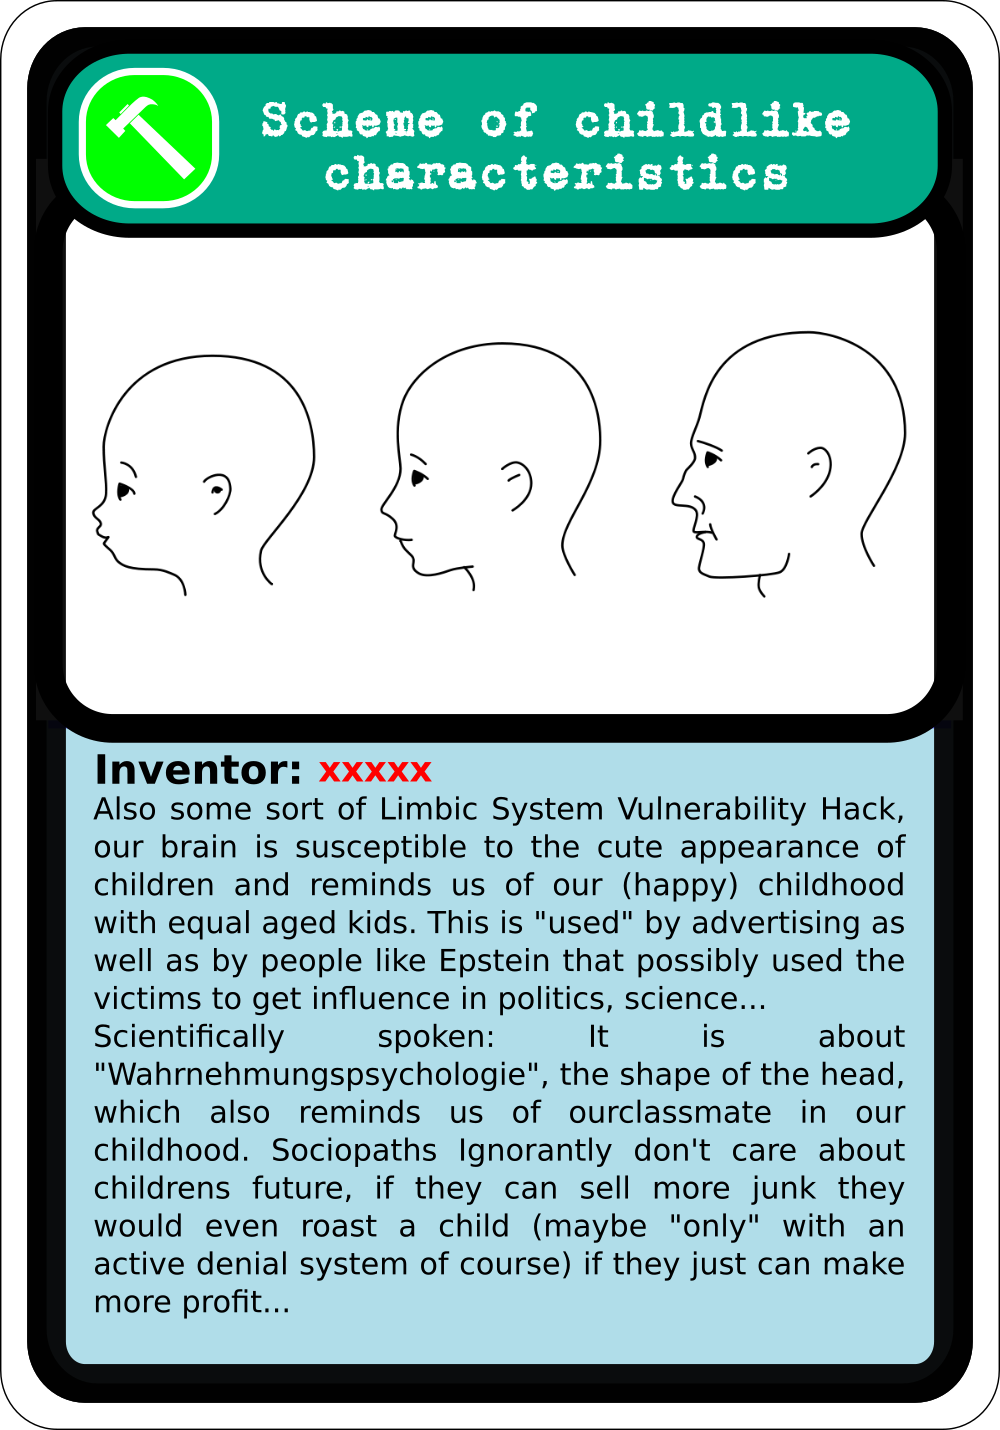 Scheme of childlike
characteristics
Inventor: xxxxx
Also some sort of Limbic System Vulnerability Hack,
our brain is susceptible to the cute appearance of
children and reminds us of our (happy) childhood
with equal aged kids. This is "used" by advertising as
well as by people like Epstein that possibly used the
victims to get influence in politics, science...
Scientifically spoken: It is about
"Wahrnehmungspsychologie", the shape of the head,
which also reminds us of ourclassmate in our
childhood. Sociopaths Ignorantly don't care about
childrens future, if they can sell more junk they
would even roast a child (maybe "only" with an
active denial system of course) if they just can make
more profit...